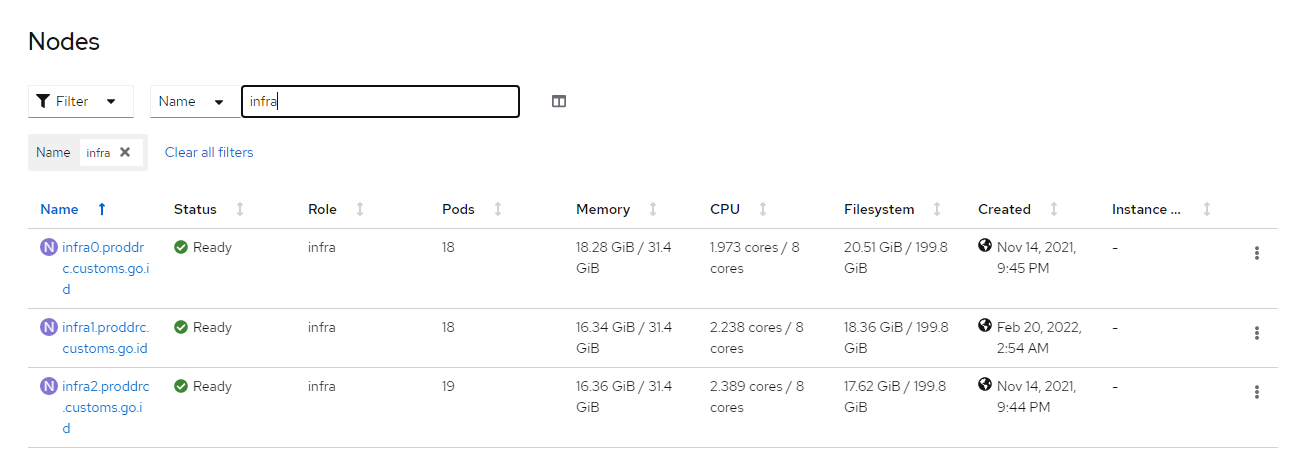 Nodes
Filter Name infra
Name infra Clear all filters
Name Status Role Pods Memory CPU Filesystem Created Instance ...
N infra0.proddr Ready infra 18 18.28 GiB / 31.4 1.973 cores / 8 20.51 GiB / 199.8 Nov 14, 2021, -
c.customs.go.i GiB cores GiB 9:45 PM
d
N infra1.proddrc. Ready infra 18 16.34 GiB / 31.4 2.238 cores / 8 18.36 GiB / 199.8 Feb 20, 2022, -
customs.go.id GiB cores GiB 2:54 AM
N infra2.proddrc Ready infra 19 16.36 GiB / 31.4 2.389 cores / 8 17.62 GiB / 199.8 Nov 14, 2021, -
.customs.go.i GiB cores GiB 9:44 PM
d